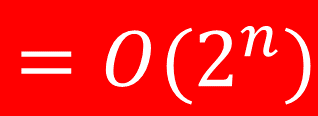 = O(2ⁿ)